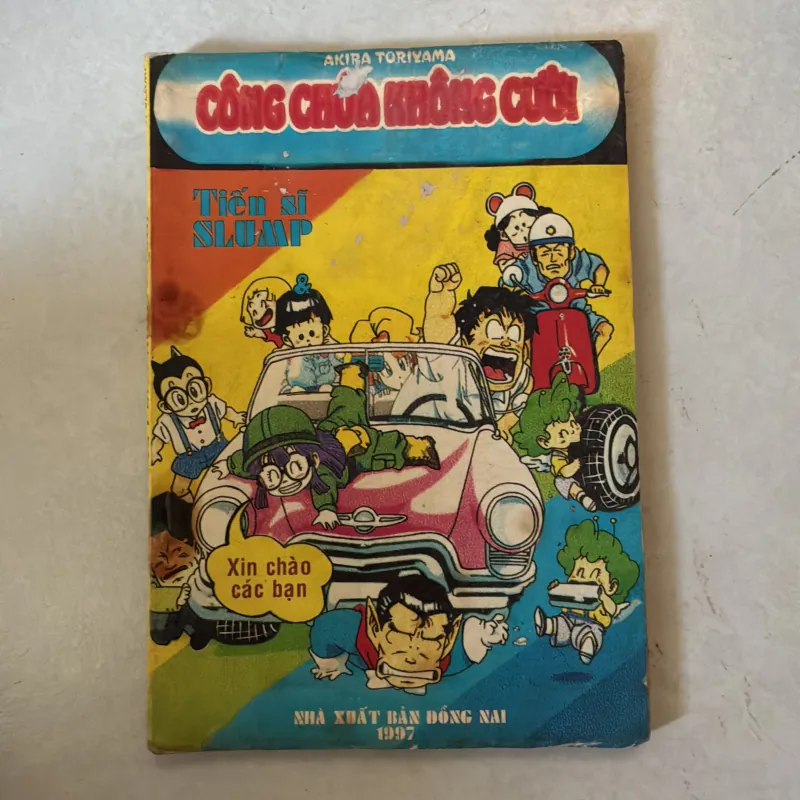 AKIRA TORIYAMA
CÔNG CHÚA KHÔNG CƯỜI
Tiến sĩ
SLUMP
Xin chào
các bạn
NHÀ XUẤT BẢN ĐỒNG NAI
1997